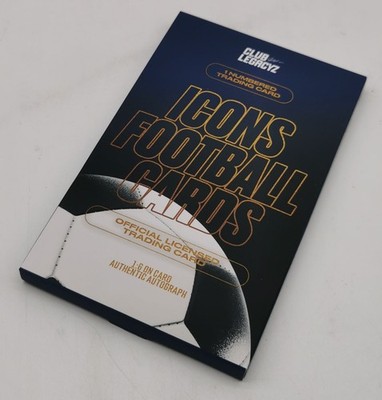 CLUB
LEGACYZ
1 NUMBERED
TRADING CARD
ICONS
FOOTBALL
CARDS
OFFICIAL LICENSED
TRADING CARD
1:6 ON CARD
AUTHENTIC AUTOGRAPH